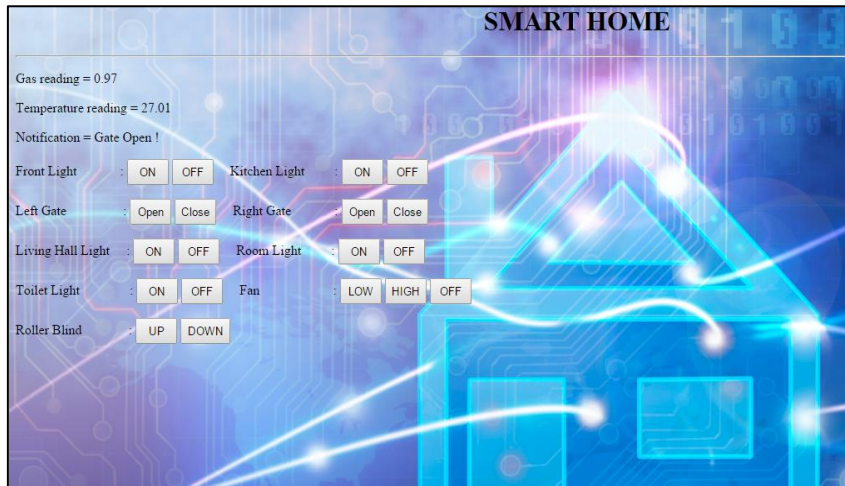 SMART HOME
Gas reading = 0.97
Temperature reading = 27.01
Notification = Gate Open !
Front Light : ON OFF Kitchen Light : ON OFF
Left Gate : Open Close Right Gate : Open Close
Living Hall Light : ON OFF Room Light : ON OFF
Toilet Light : ON OFF Fan : LOW HIGH OFF
Roller Blind : UP DOWN